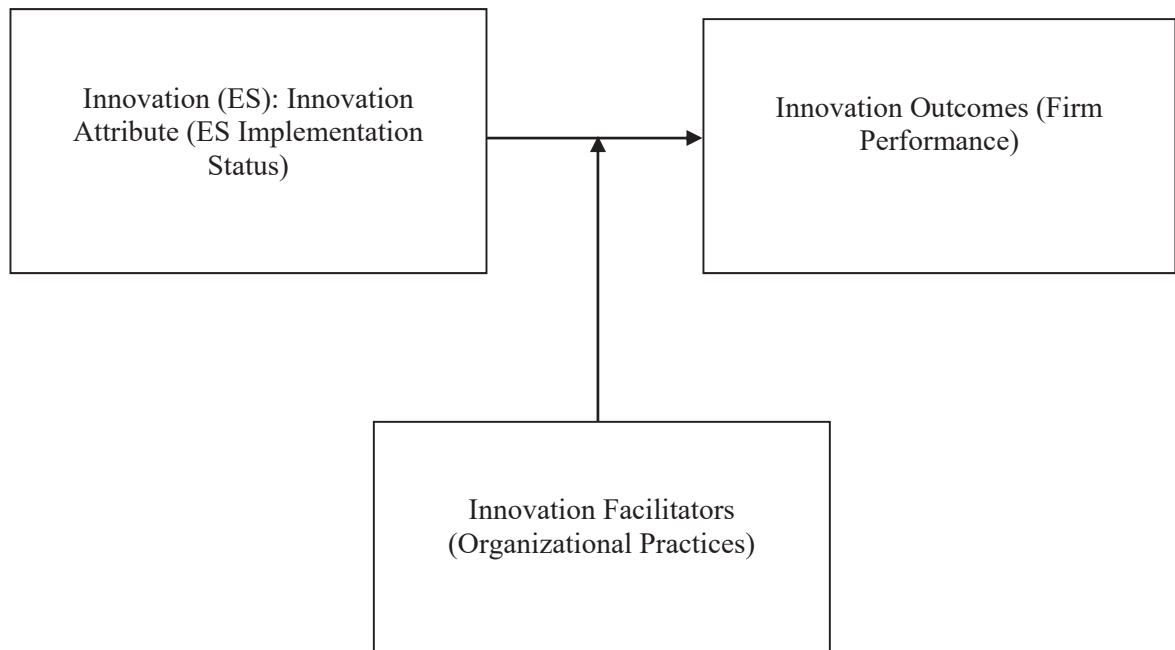 Innovation (ES): Innovation
Attribute (ES Implementation
Status)
Innovation Outcomes (Firm
Performance)
Innovation Facilitators
(Organizational Practices)